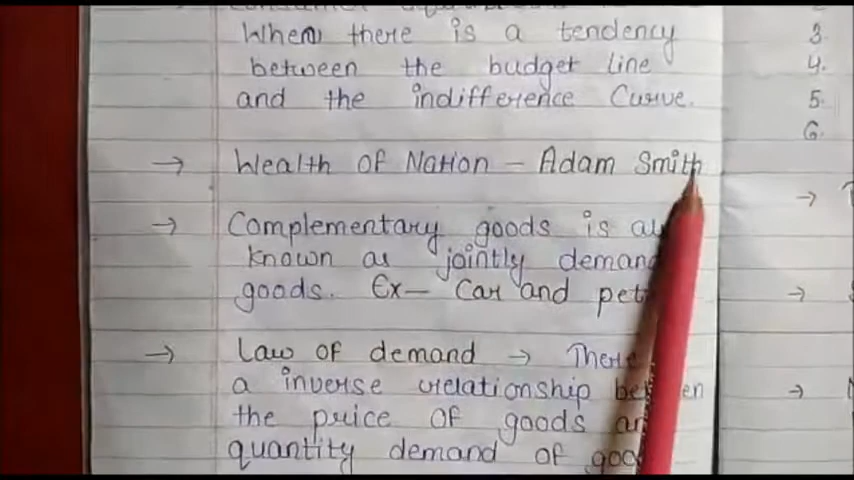 When there is a tendency
between the budget line
and the indifference Curve.
→ Wealth of Nation - Adam Smith
→ Complementary goods is
known as jointly demand
goods. Ex- Car and
→ Law of demand → There
a inverse relationship
the price of goods
quantity demand of
3
4.
5.
6.
→
→
→